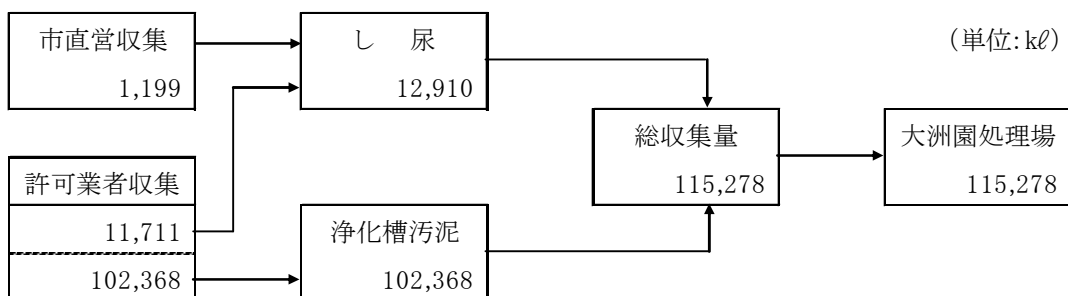 市直営収集
1,199
し 尿
12,910
(単位:kℓ)
総収集量
115,278
大洲園処理場
115,278
許可業者収集
11,711
102,368
浄化槽汚泥
102,368